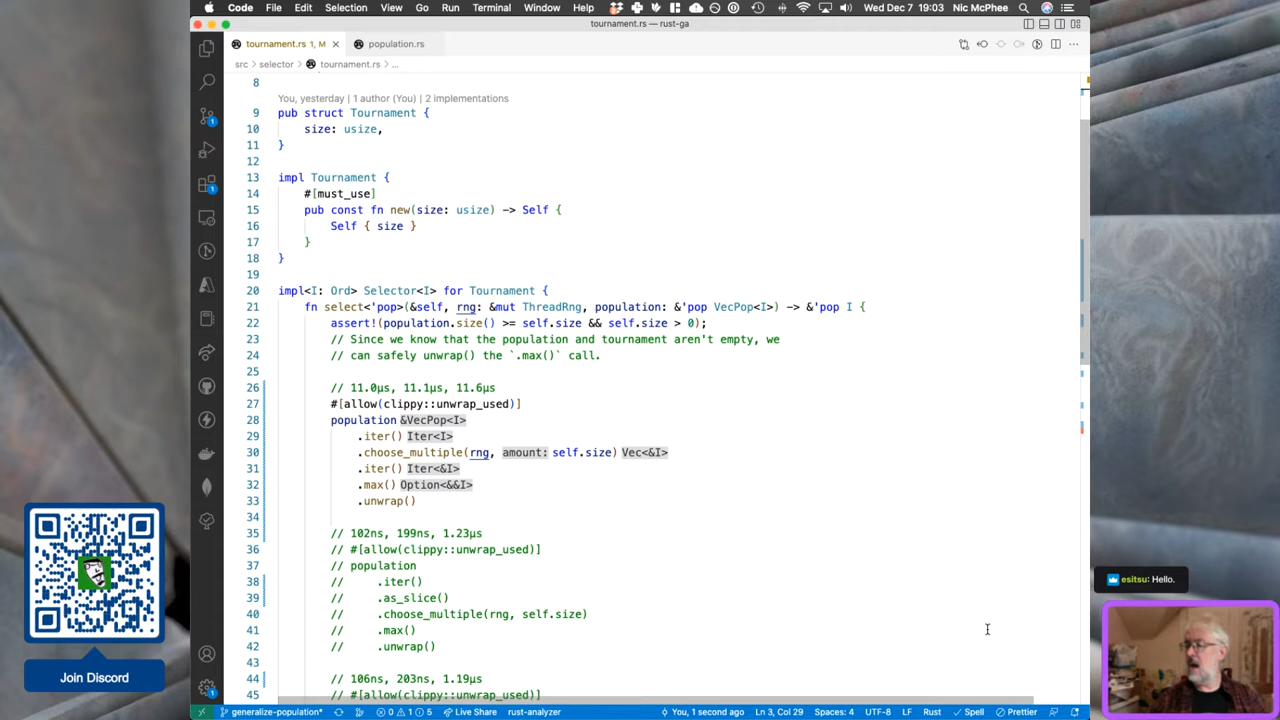 Code File Edit Selection View Go Run Terminal Window Help Wed Dec 7 19:03 Nic McPhee
tournament.rs — rust-ga
tournament.rs 1, M
population.rs
src > selector > tournament.rs > ...
8
You, yesterday | 1 author (You) | 2 implementations
9 pub struct Tournament {
10 size: usize,
11 }
12
13 impl Tournament {
14 #[must_use]
15 pub const fn new(size: usize) -> Self {
16 Self { size }
17 }
18 }
19
20 impl<I: Ord> Selector<I> for Tournament {
21 fn select<'pop>(&self, rng: &mut ThreadRng, population: &'pop VecPop<I>) -> &'pop I {
22 assert!(population.size() >= self.size && self.size > 0);
23 // Since we know that the population and tournament aren't empty, we
24 // can safely unwrap() the `.max()` call.
25
26 // 11.0µs, 11.1µs, 11.6µs
27 #[allow(clippy::unwrap_used)]
28 population &VecPop<I>
29 .iter() Iter<I>
30 .choose_multiple(rng, amount: self.size) Vec<&I>
31 .iter() Iter<&I>
32 .max() Option<&&I>
33 .unwrap()
34
35 // 102ns, 199ns, 1.23µs
36 // #[allow(clippy::unwrap_used)]
37 // population
38 // .iter()
39 // .as_slice()
40 // .choose_multiple(rng, self.size)
41 // .max()
42 // .unwrap()
43
44 // 106ns, 203ns, 1.19µs
45 // #[allow(clippy::unwrap_used)]
esitsu: Hello.
Join Discord
generalize-population* 0 1 5 Live Share rust-analyzer You, 1 second ago Ln 3, Col 29 Spaces: 4 UTF-8 LF Rust Spell Prettier